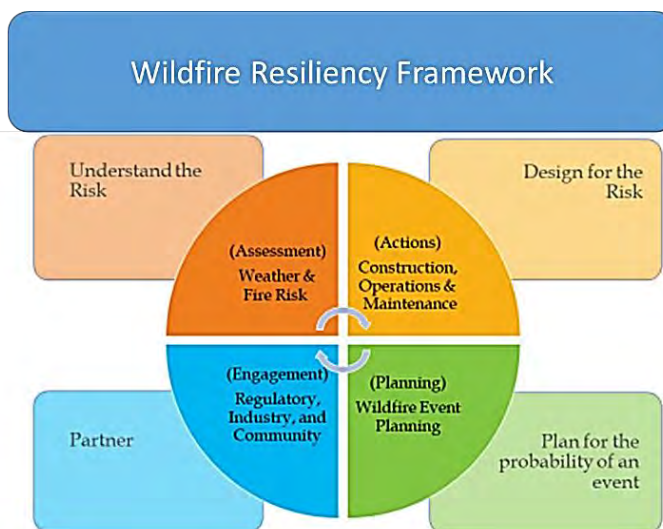 Wildfire Resiliency Framework
Understand the
Risk
Design for the
Risk
(Assessment)
Weather &
Fire Risk
(Actions)
Construction,
Operations &
Maintenance
(Engagement)
Regulatory,
Industry, and
Community
(Planning)
Wildfire Event
Planning
Partner
Plan for the
probability of an
event